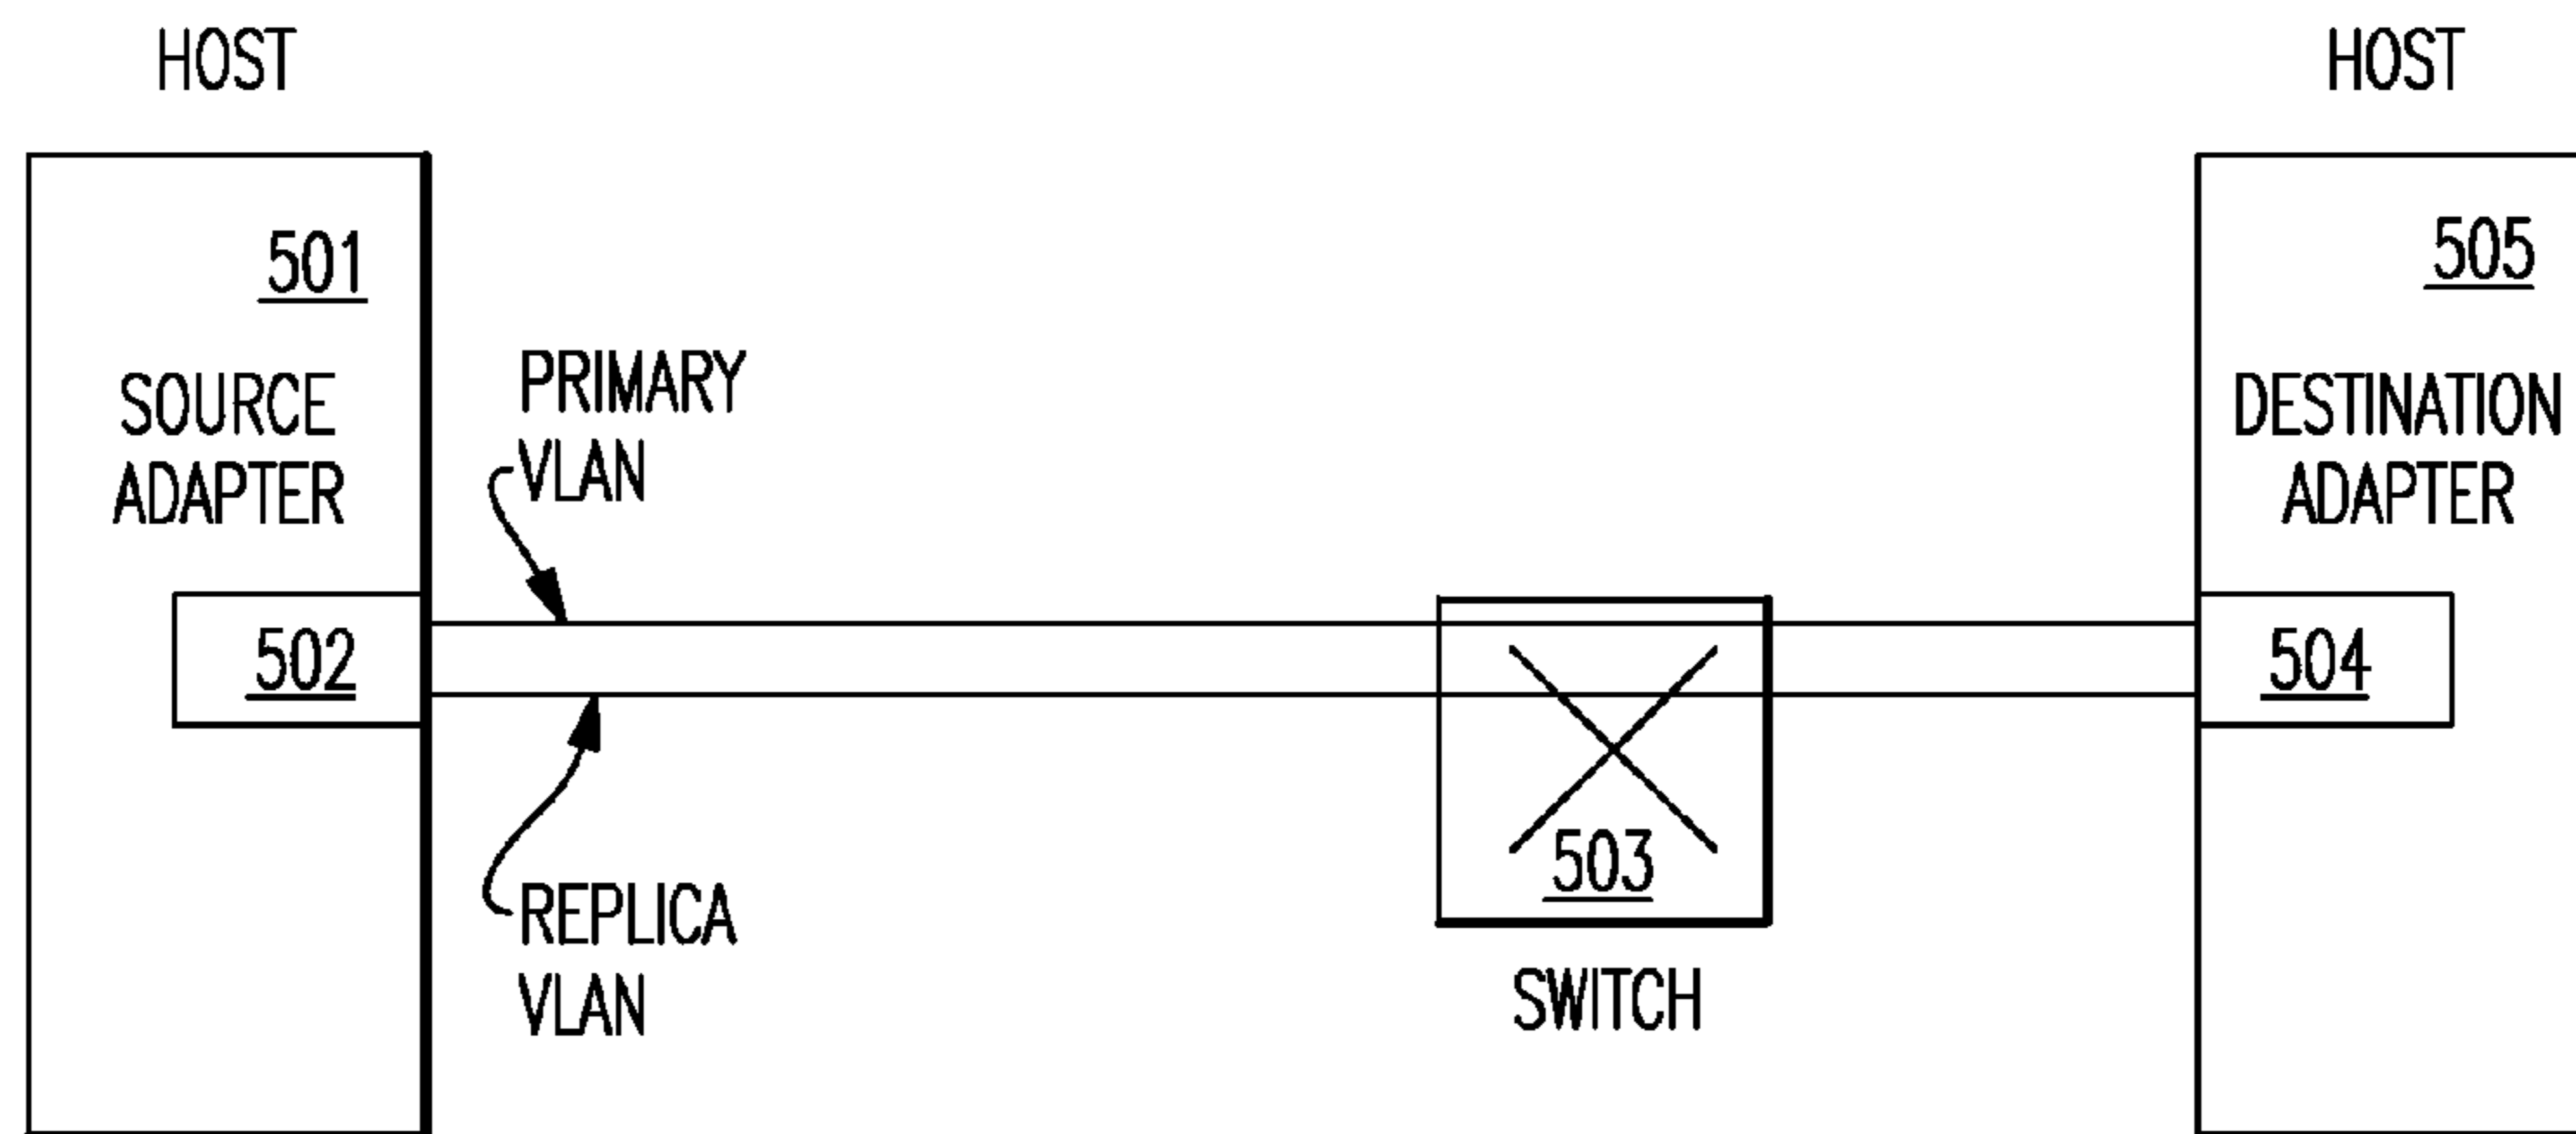 HOST
HOST
501
505
SOURCE
ADAPTER
PRIMARY
VLAN
DESTINATION
ADAPTER
502
504
503
REPLICA
VLAN
SWITCH